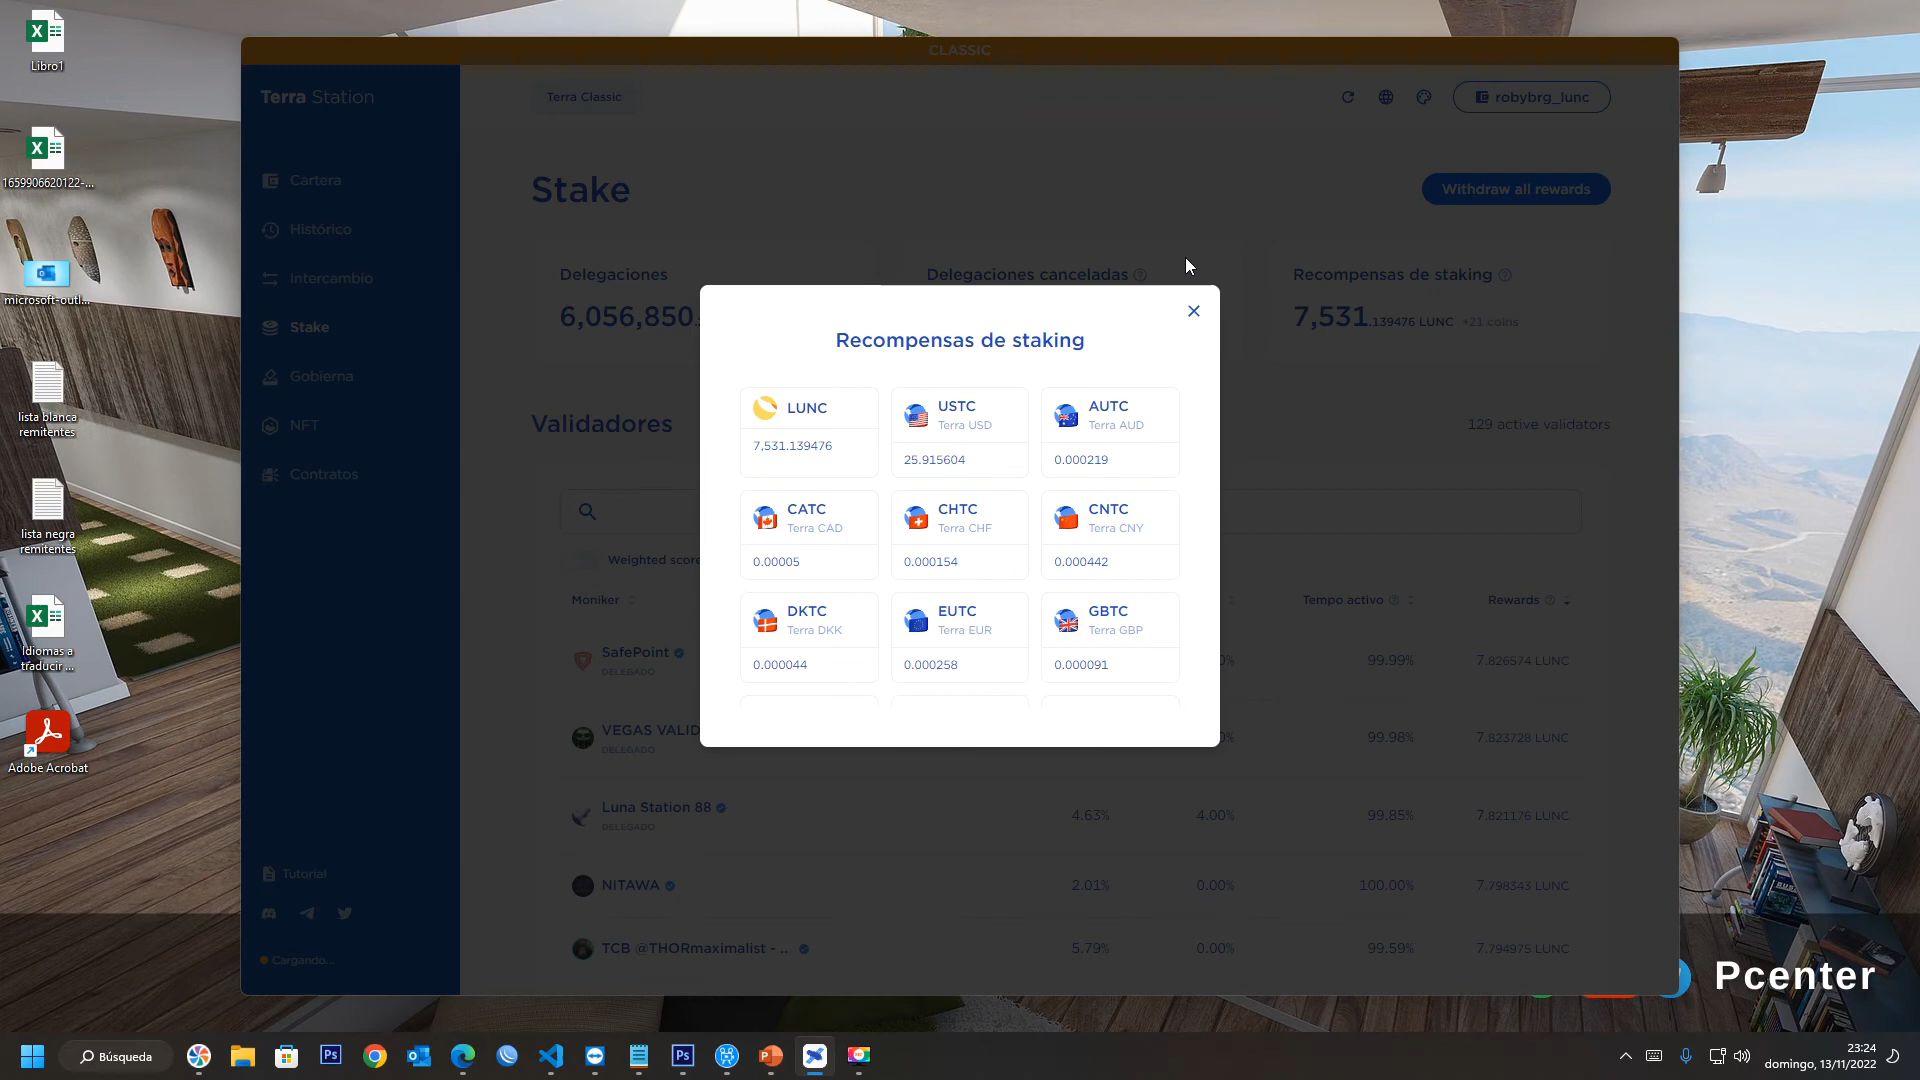 Libro1
1659906620122-...
microsoft-outl...
lista blanca
remitentes
lista negra
remitentes
Idiomas a
traducir ...
Adobe Acrobat
CLASSIC
Terra Station
Cartera
Histórico
Intercambio
Stake
Gobierna
NFT
Contratos
Tutorial
Cargando...
Terra Classic
robybrg_lunc
Stake
Withdraw all rewards
Delegaciones
6,056,850.
Delegaciones canceladas
Recompensas de staking
7,531.139476 LUNC +21 coins
Validadores
129 active validators
Weighted score
Moniker
Tempo activo
Rewards
SafePoint
DELEGADO
99.99%
7.826574 LUNC
VEGAS VALID
DELEGADO
99.98%
7.823728 LUNC
Luna Station 88
DELEGADO
4.63%
4.00%
99.85%
7.821176 LUNC
NITAWA
2.01%
0.00%
100.00%
7.798343 LUNC
TCB @THORmaximalist - ..
5.79%
0.00%
99.59%
7.794975 LUNC
Recompensas de staking
LUNC
7,531.139476
USTC
Terra USD
25.915604
AUTC
Terra AUD
0.000219
CATC
Terra CAD
0.00005
CHTC
Terra CHF
0.000154
CNTC
Terra CNY
0.000442
DKTC
Terra DKK
0.000044
EUTC
Terra EUR
0.000258
GBTC
Terra GBP
0.000091
Pcenter
Búsqueda
23:24
domingo, 13/11/2022